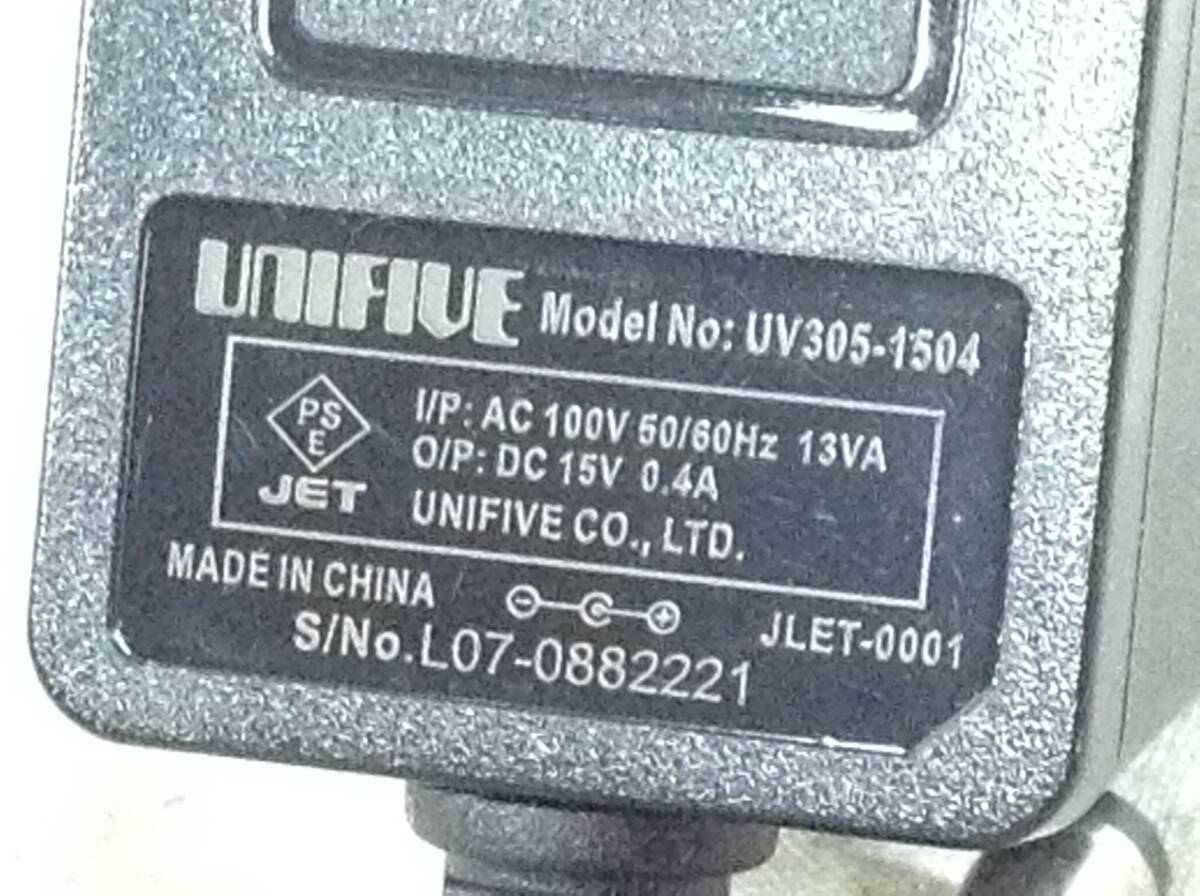 UNIFIVE Model No: UV305-1504
PS
E
JET
I/P: AC 100V 50/60Hz 13VA
O/P: DC 15V 0.4A
UNIFIVE CO., LTD.
MADE IN CHINA
JLET-0001
S/No.L07-0882221